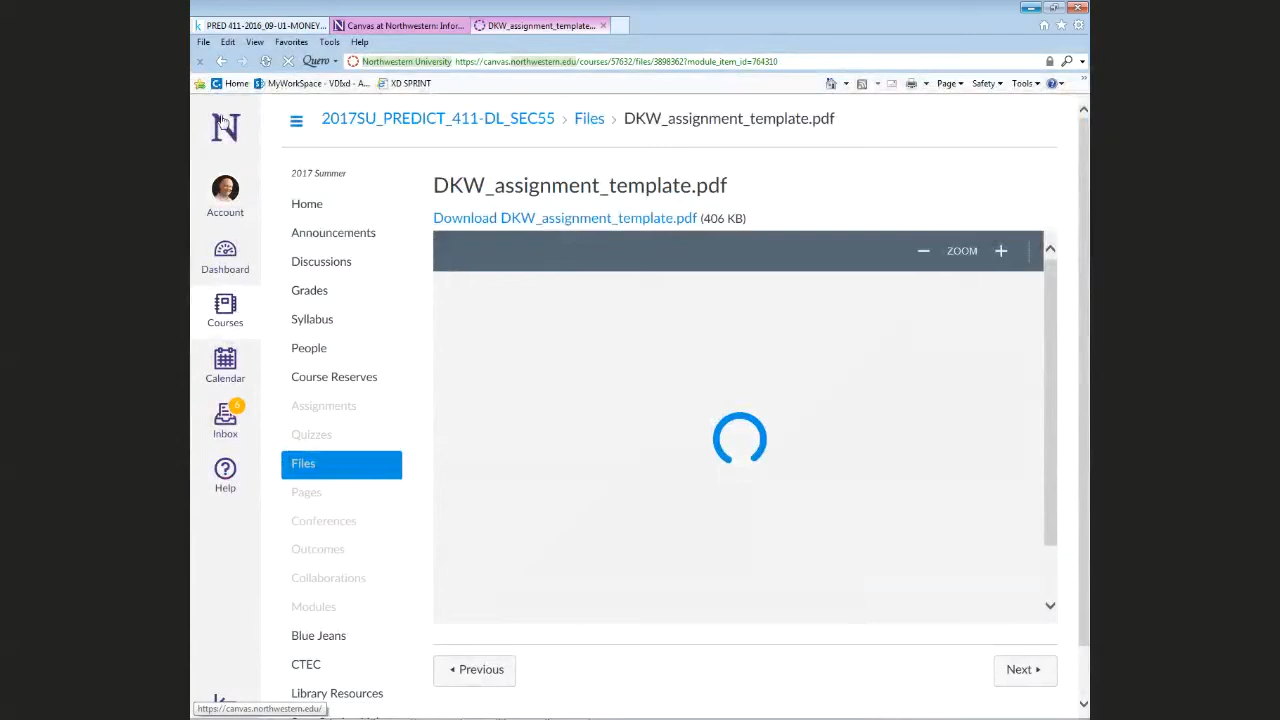 PRED 411-2016_09-U1-MONEY...
Canvas at Northwestern: Infor...
DKW_assignment_template...
File Edit View Favorites Tools Help
Quero Northwestern University https://canvas.northwestern.edu/courses/57632/files/3898362?module_item_id=764310
Home MyWorkSpace - VDIxd - A... XD SPRINT Page Safety Tools
N
Account
Dashboard
Courses
Calendar
6
Inbox
Help
2017SU_PREDICT_411-DL_SEC55 › Files › DKW_assignment_template.pdf
2017 Summer
Home
Announcements
Discussions
Grades
Syllabus
People
Course Reserves
Assignments
Quizzes
Files
Pages
Conferences
Outcomes
Collaborations
Modules
Blue Jeans
CTEC
Library Resources
DKW_assignment_template.pdf
Download DKW_assignment_template.pdf (406 KB)
ZOOM
Previous
Next
https://canvas.northwestern.edu/